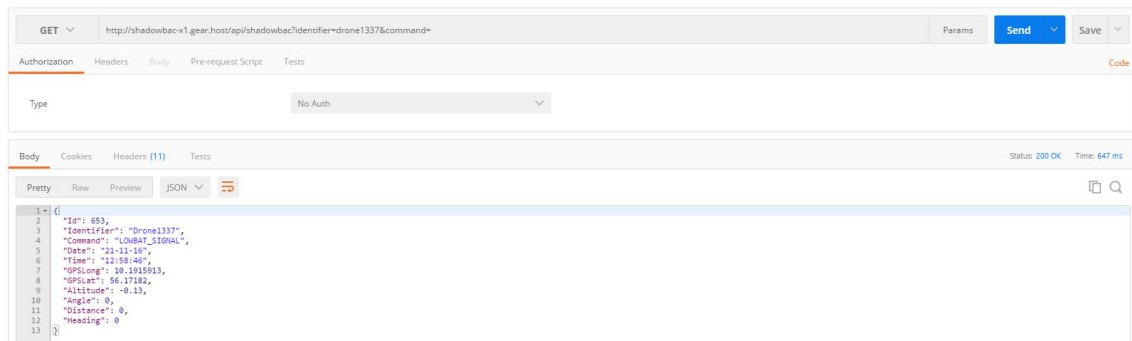 GET http://shadowbac-x1.gear.host/api/shadowbac?identifier=drone1337&command= Params Send Save
Authorization Headers Body Pre-request Script Tests Code
Type No Auth
Body Cookies Headers (11) Tests Status: 200 OK Time: 647 ms
Pretty Raw Preview JSON
1 {
2 "Id": 653,
3 "Identifier": "Drone1337",
4 "Command": "LOWBAT_SIGNAL",
5 "Date": "21-11-16",
6 "Time": "12:58:46",
7 "GPSLong": 10.1915913,
8 "GPSLat": 56.17182,
9 "Altitude": -0.13,
10 "Angle": 0,
11 "Distance": 0,
12 "Heading": 0
13 }